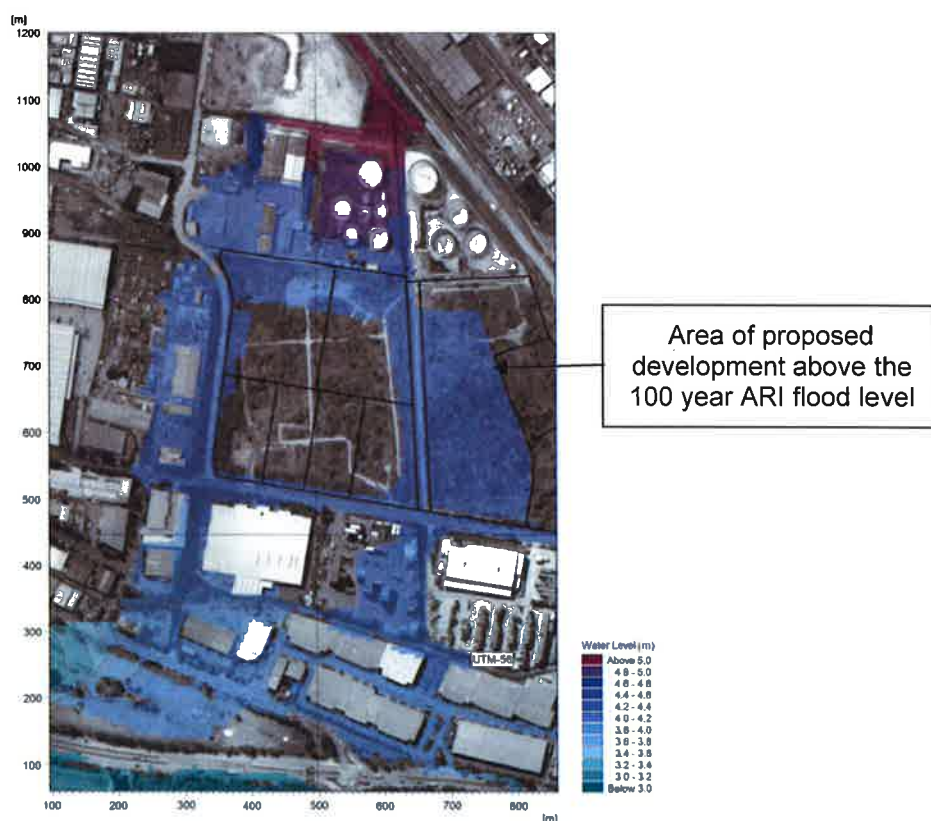 [m]
1200
1100
1000
900
800
700
600
500
400
300
200
100
100 200 300 400 500 600 700 800
[m]
Area of proposed
development above the
100 year ARI flood level
UTM-56
Water Level (m)
Above 5.0
4.8 - 5.0
4.6 - 4.8
4.4 - 4.6
4.2 - 4.4
4.0 - 4.2
3.8 - 4.0
3.6 - 3.8
3.4 - 3.6
3.2 - 3.4
3.0 - 3.2
Below 3.0